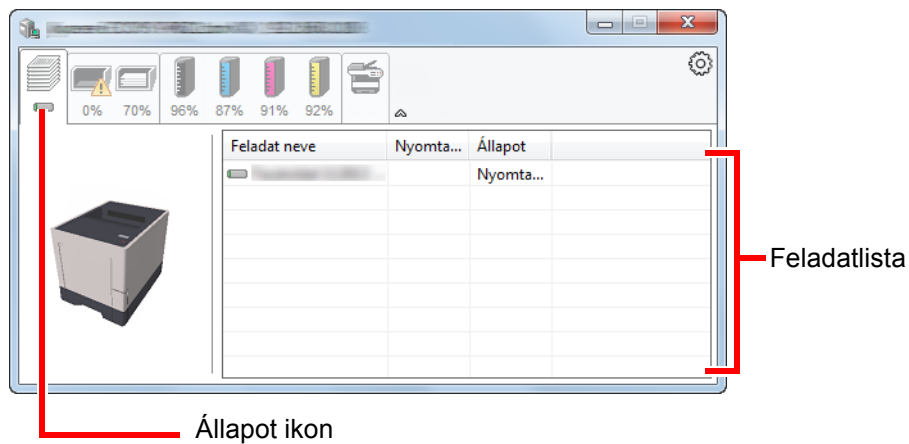 0% 70% 96% 87% 91% 92%
Feladat neve Nyomta... Állapot
Nyomta...
Feladatlista
Állapot ikon